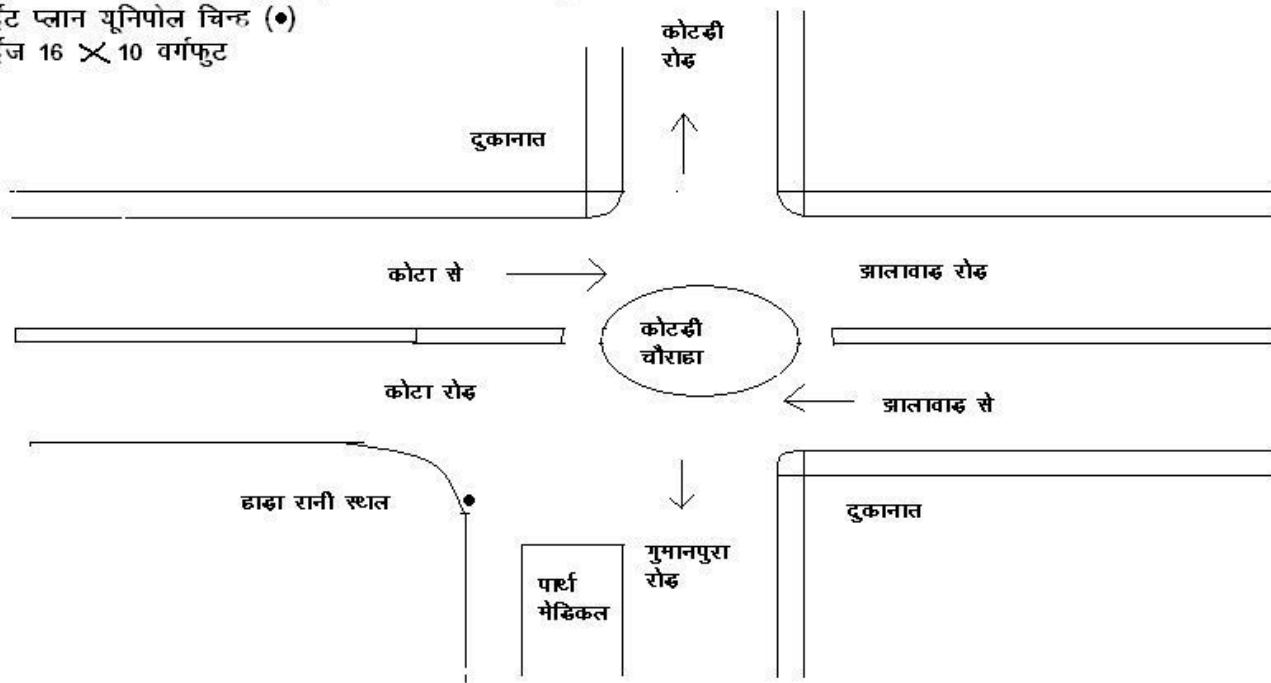 प्लान यूनिपोल चिन्ह (•)
16 X 10 वर्गफुट
कोटड़ी
रोड़
दुकानात
कोटा से
झालावाड़ रोड़
कोटड़ी
चौराहा
कोटा रोड़
झालावाड़ से
हाड़ा रानी स्थल
दुकानात
गुमानपुरा
रोड़
पार्थ
मेडिकल